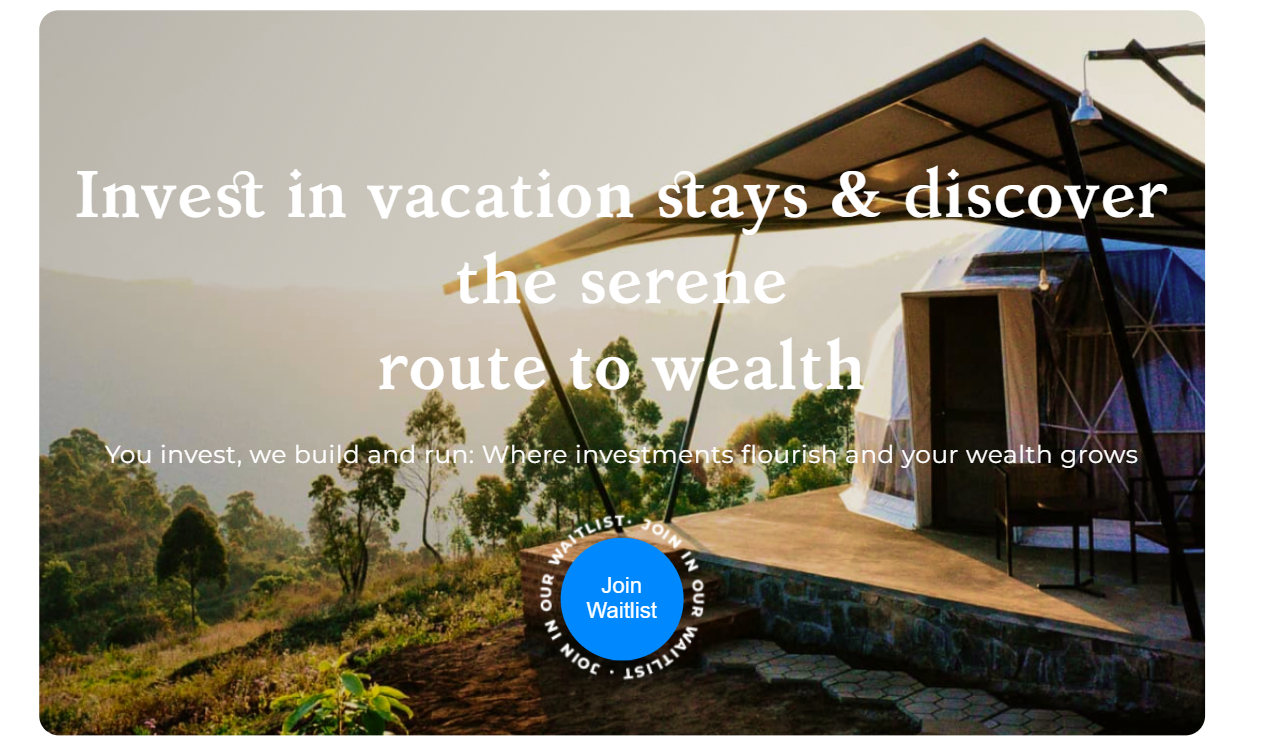 Invest in vacation stays & discover
the serene
route to wealth
You invest, we build and run: Where investments flourish and your wealth grows
JOIN IN OUR WAITLIST. JOIN IN OUR WAITLIST ·
Join
Waitlist